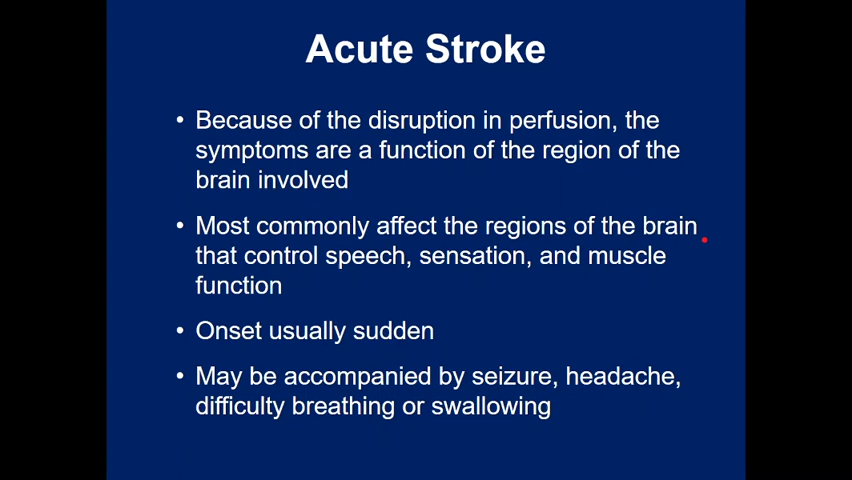 Acute Stroke
• Because of the disruption in perfusion, the
symptoms are a function of the region of the
brain involved
• Most commonly affect the regions of the brain
that control speech, sensation, and muscle
function
• Onset usually sudden
• May be accompanied by seizure, headache,
difficulty breathing or swallowing